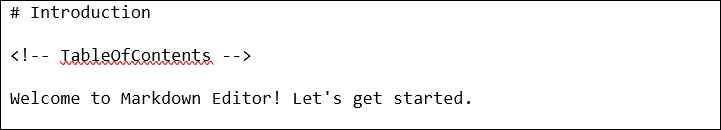 # Introduction
<!-- TableOfContents -->
Welcome to Markdown Editor! Let's get started.